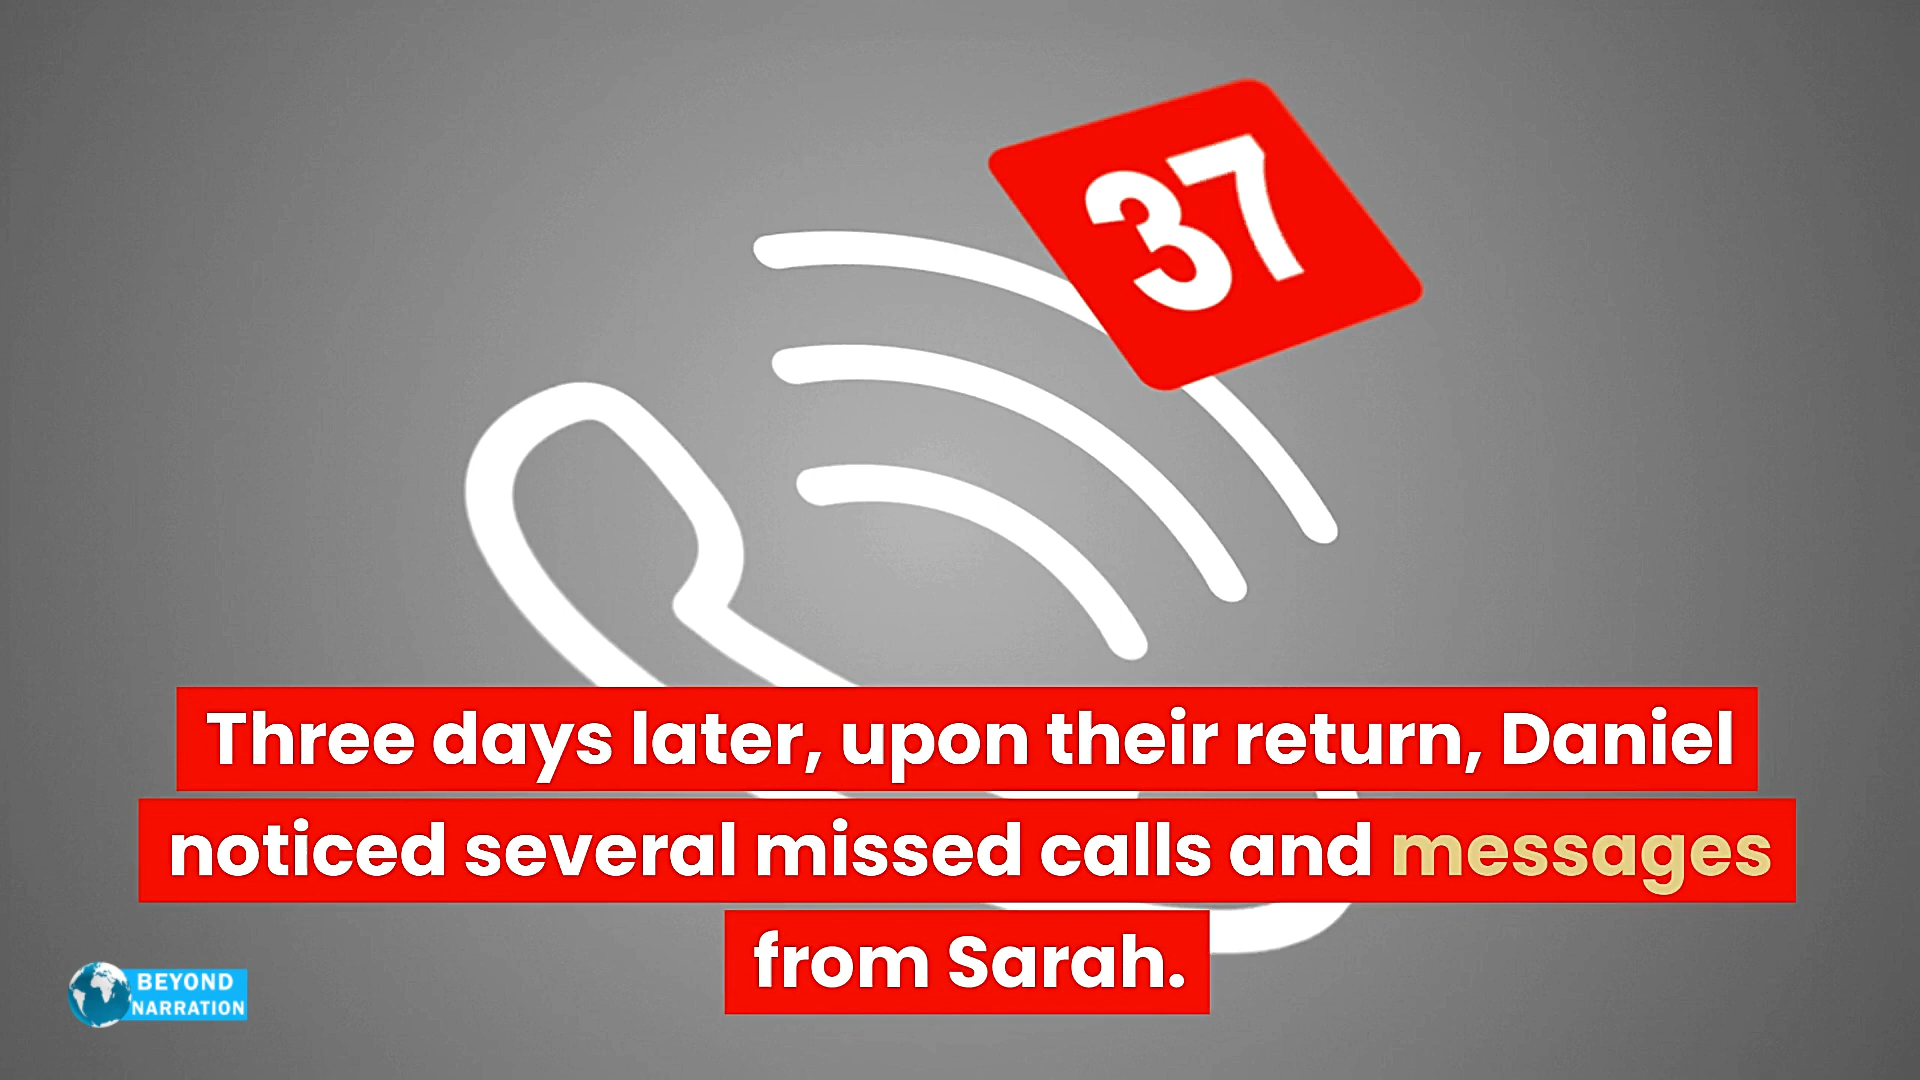 37
Three days later, upon their return, Daniel
noticed several missed calls and messages
from Sarah.
BEYOND
NARRATION